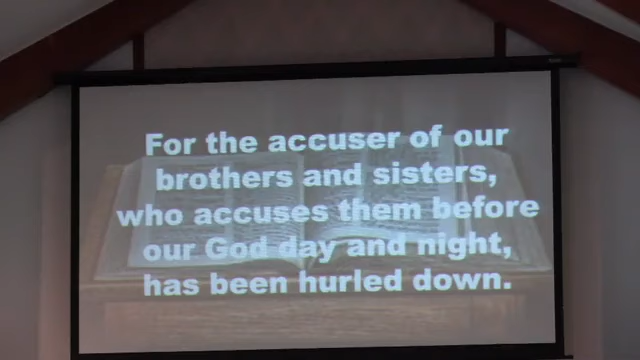 For the accuser of our
brothers and sisters,
who accuses them before
our God day and night,
has been hurled down.